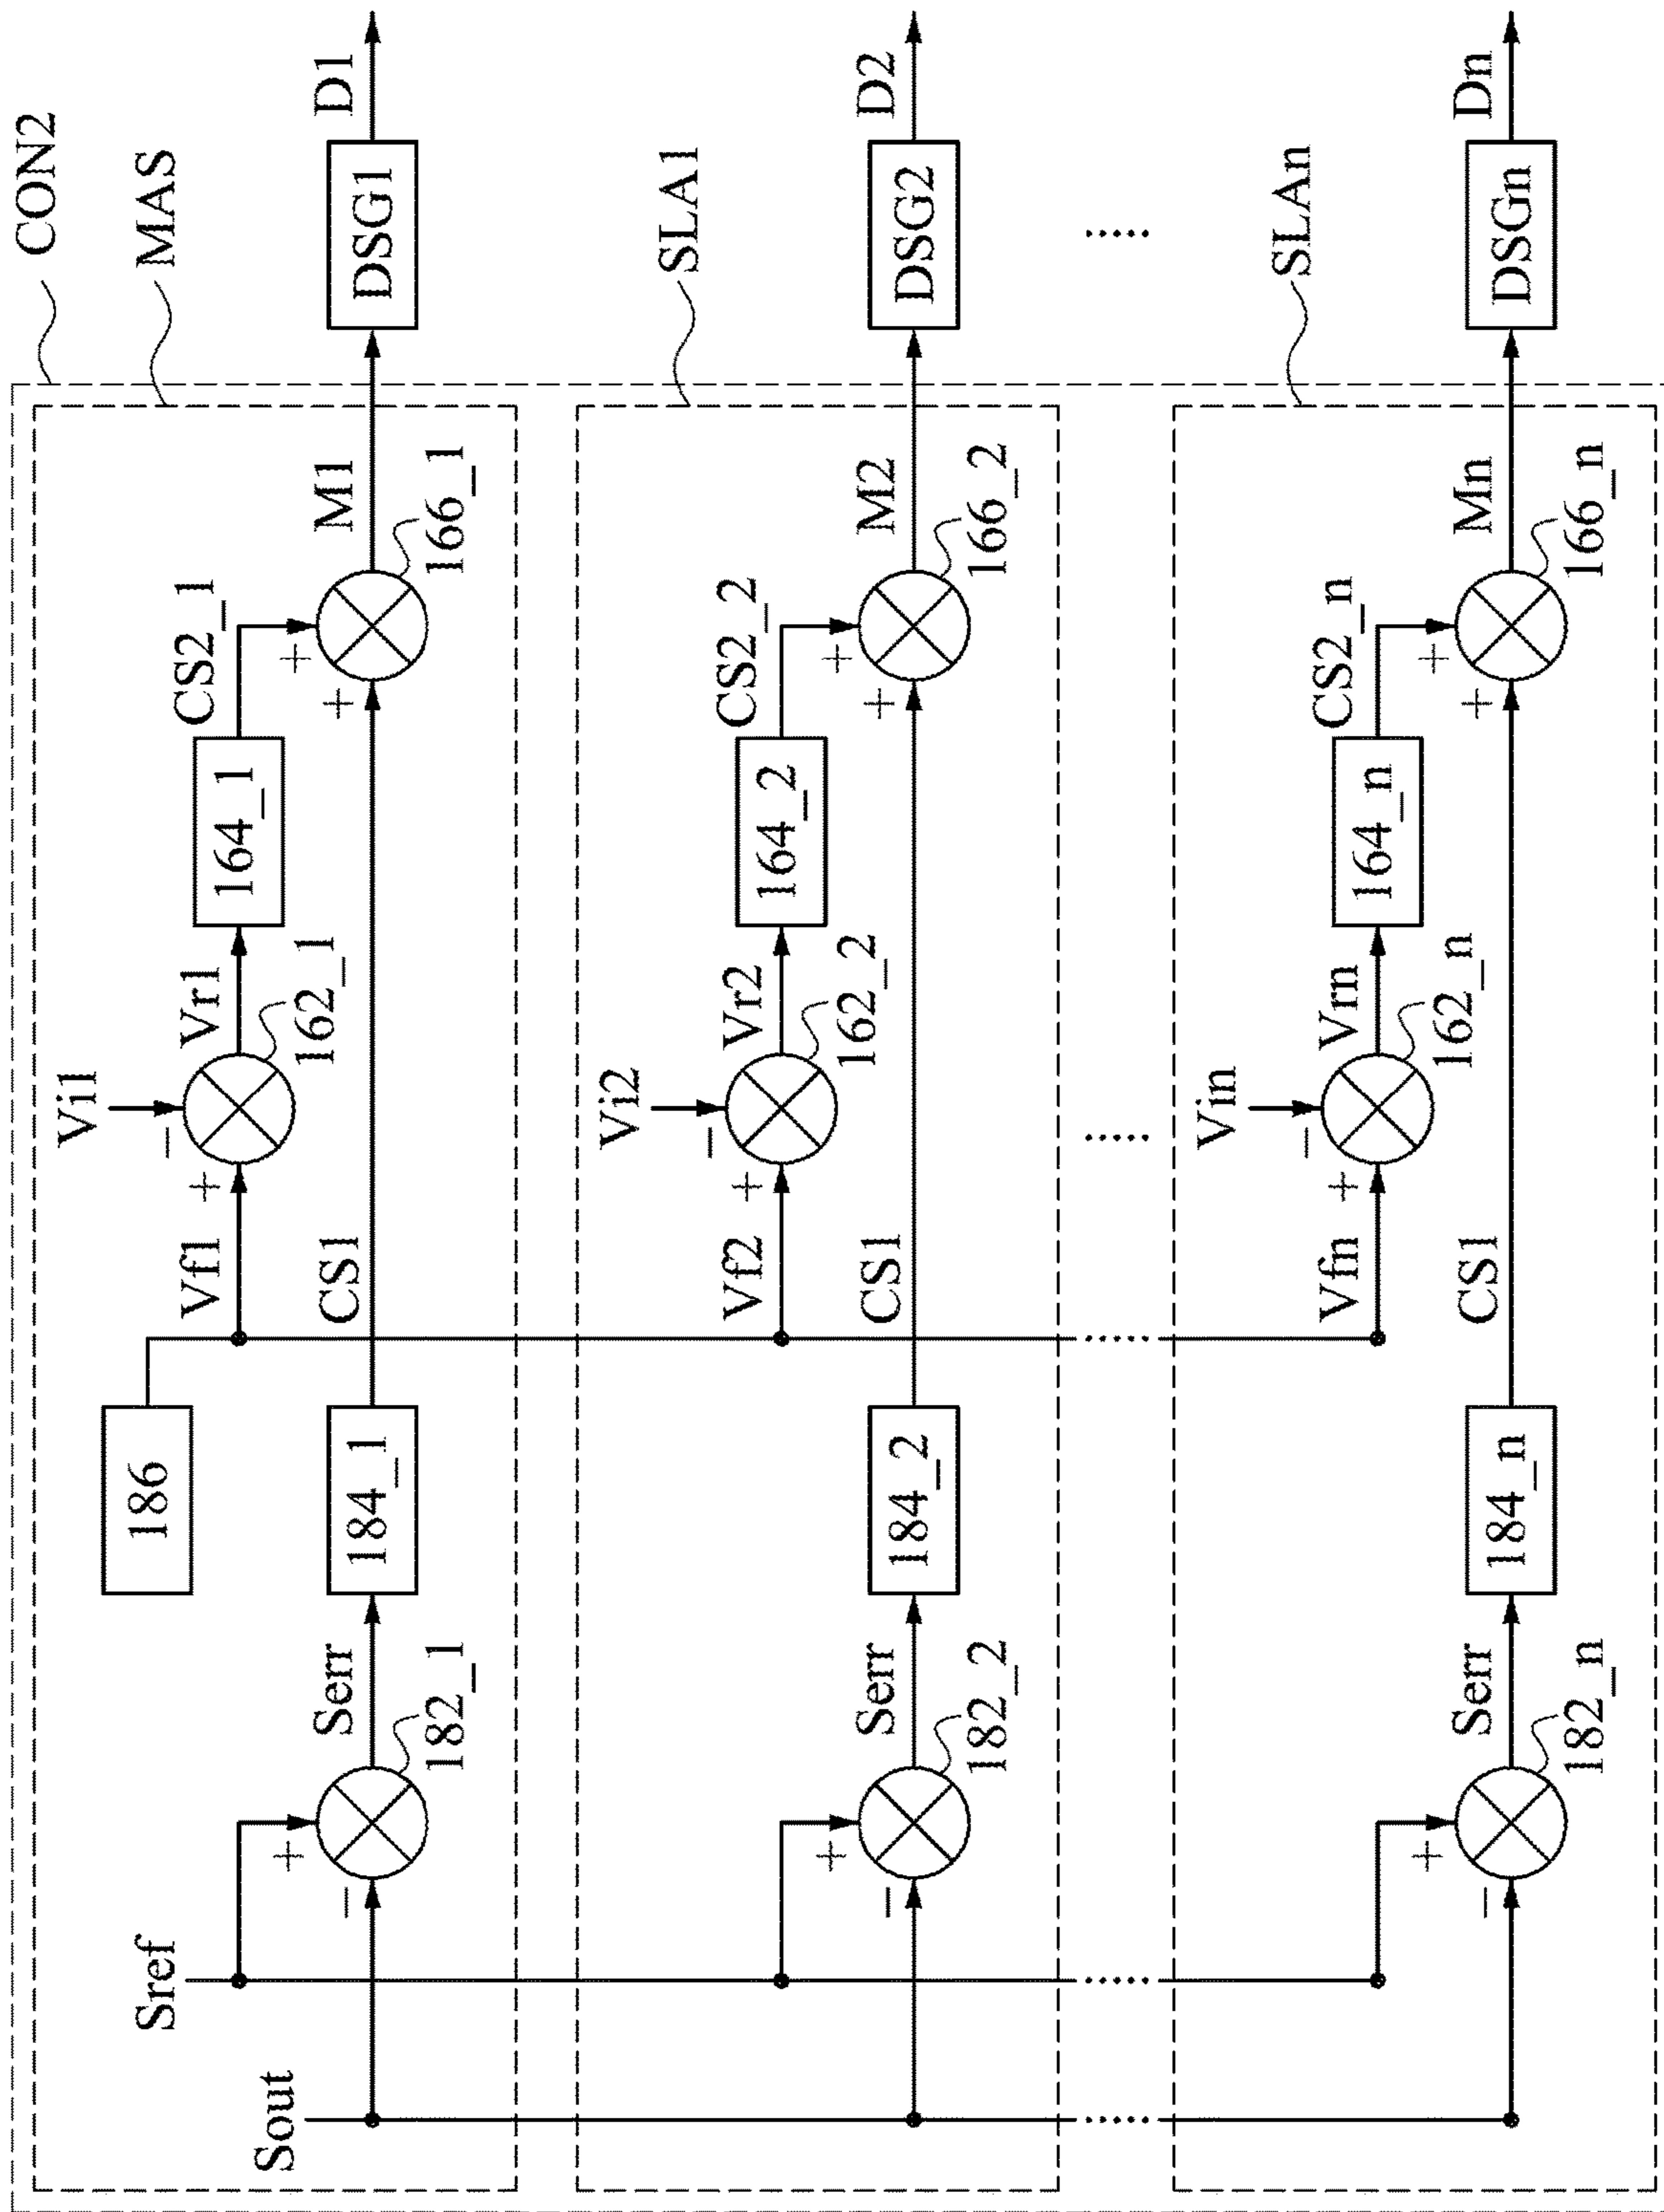 CON2
MAS
Sout
Sref
182_1
Serr
186
184_1
Vf1
CS1
Vi1
162_1
Vr1
164_1
CS2_1
166_1
M1
DSG1
D1
SLA1
182_2
Serr
184_2
Vf2
CS1
Vi2
162_2
Vr2
164_2
CS2_2
166_2
M2
DSG2
D2
SLAn
182_n
Serr
184_n
Vfn
CS1
Vin
162_n
Vrn
164_n
CS2_n
166_n
Mn
DSGn
Dn